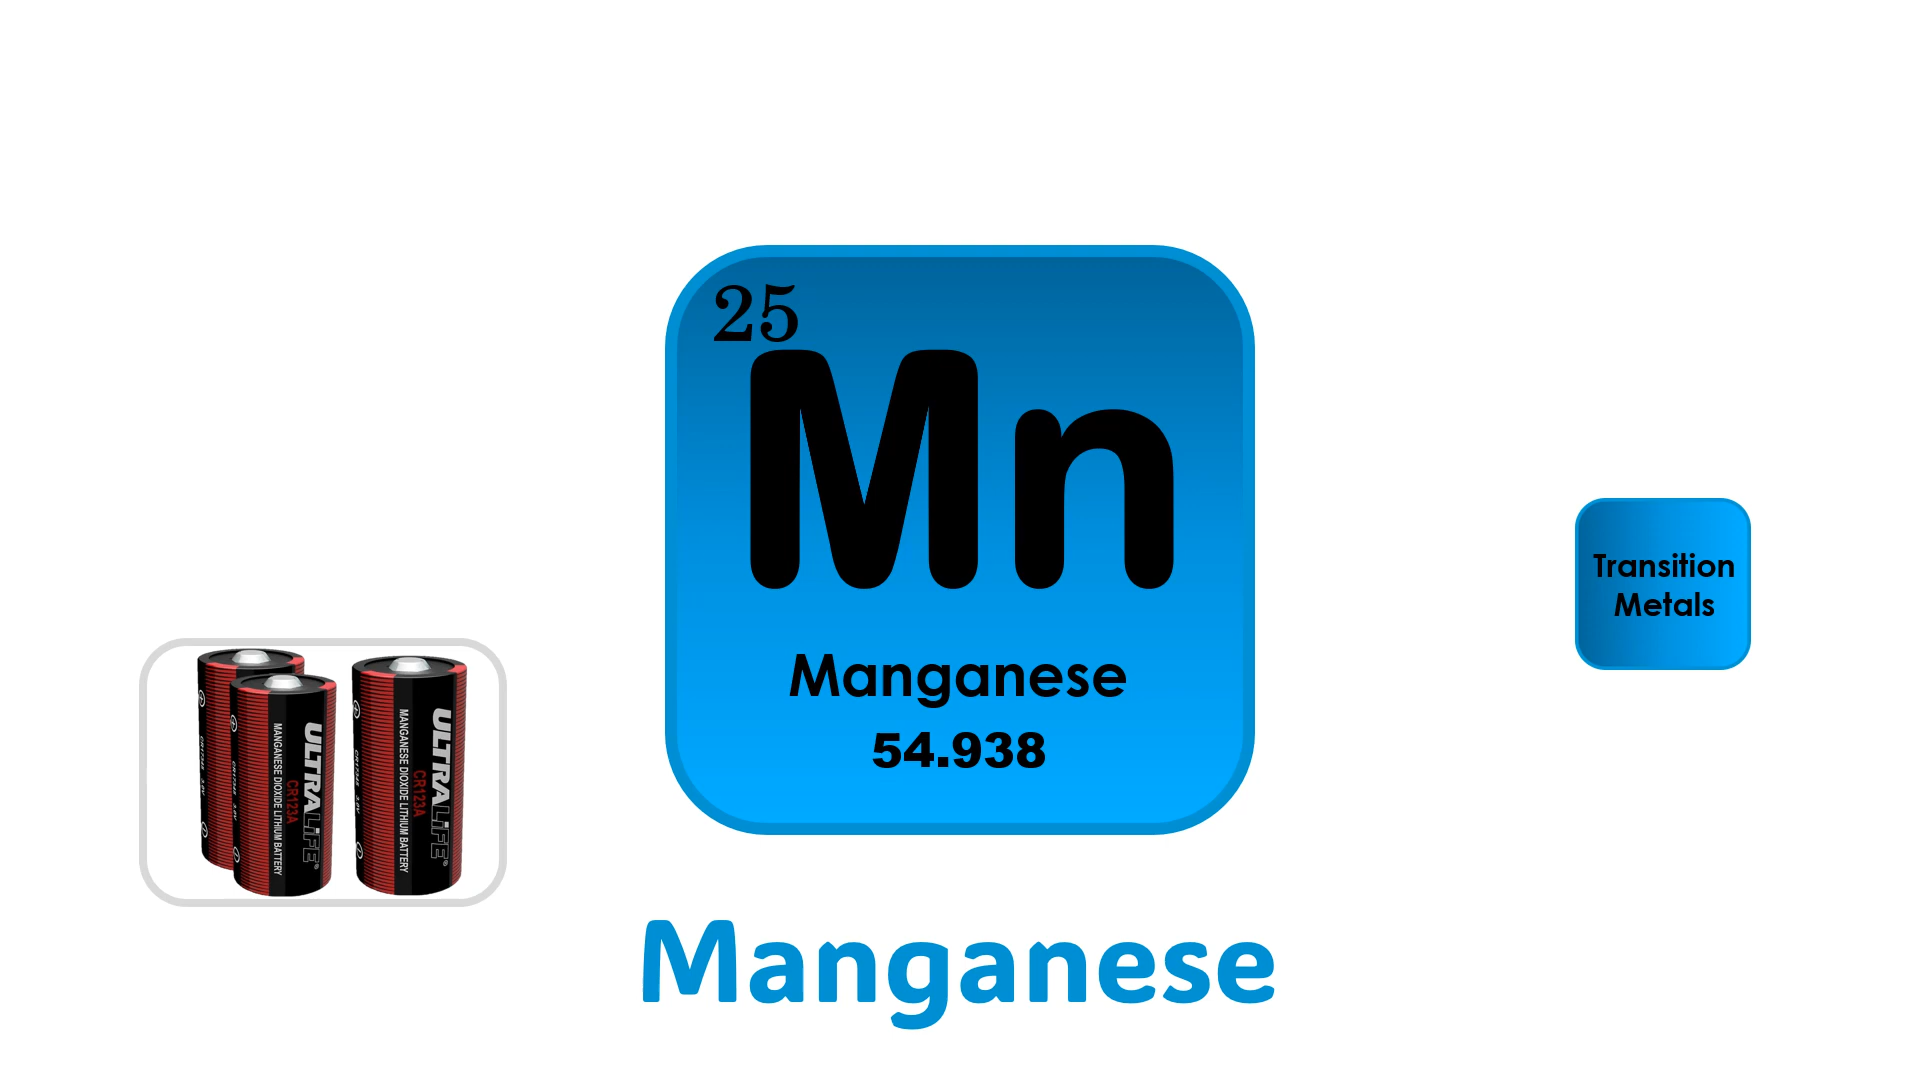 25
Mn
Manganese
54.938
Transition
Metals
ULTRALiFE®
CR123A
MANGANESE DIOXIDE LITHIUM BATTERY
ULTRALiFE®
CR123A
MANGANESE DIOXIDE LITHIUM BATTERY
Manganese